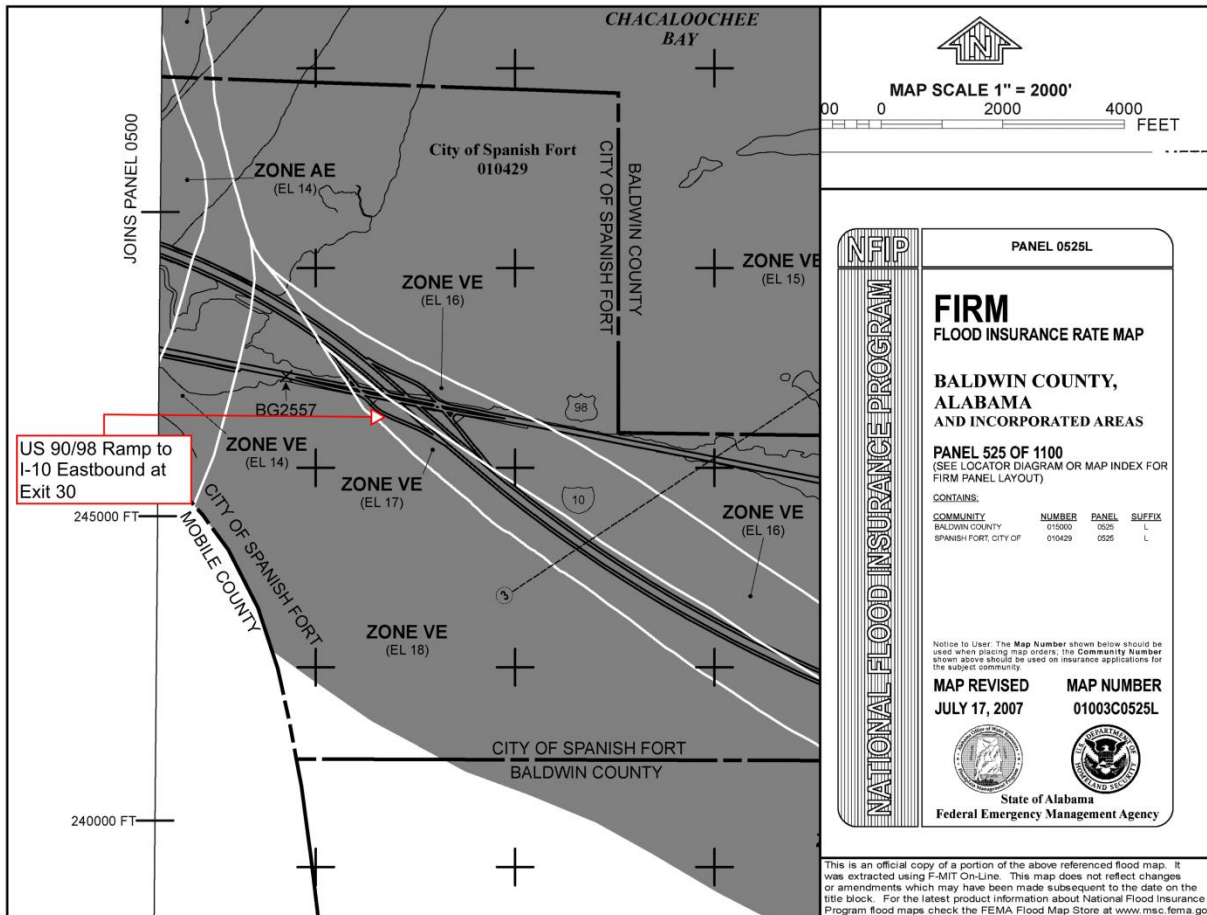 CHACALOOCHEE
BAY
JOINS PANEL 0500
ZONE AE
(EL 14)
City of Spanish Fort
010429
CITY OF SPANISH FORT
BALDWIN COUNTY
ZONE VE
(EL 15)
ZONE VE
(EL 16)
98
BG2557
US 90/98 Ramp to
I-10 Eastbound at
Exit 30
ZONE VE
(EL 14)
ZONE VE
(EL 17)
10
ZONE VE
(EL 16)
245000 FT
CITY OF SPANISH FORT
MOBILE COUNTY
3
ZONE VE
(EL 18)
CITY OF SPANISH FORT
BALDWIN COUNTY
240000 FT
N
MAP SCALE 1" = 2000'
00 0 2000 4000
FEET
NFIP
NATIONAL FLOOD INSURANCE PROGRAM
PANEL 0525L
FIRM
FLOOD INSURANCE RATE MAP
BALDWIN COUNTY,
ALABAMA
AND INCORPORATED AREAS
PANEL 525 OF 1100
(SEE LOCATOR DIAGRAM OR MAP INDEX FOR
FIRM PANEL LAYOUT)
CONTAINS:
COMMUNITY NUMBER PANEL SUFFIX
BALDWIN COUNTY 015000 0525 L
SPANISH FORT, CITY OF 010429 0525 L
Notice to User: The Map Number shown below should be
used when placing map orders; the Community Number
shown above should be used on insurance applications for
the subject community.
MAP REVISED
JULY 17, 2007
MAP NUMBER
01003C0525L
U.S. DEPARTMENT OF
HOMELAND SECURITY
State of Alabama
Federal Emergency Management Agency
This is an official copy of a portion of the above referenced flood map. It
was extracted using F-MIT On-Line. This map does not reflect changes
or amendments which may have been made subsequent to the date on the
title block. For the latest product information about National Flood Insurance
Program flood maps check the FEMA Flood Map Store at www.msc.fema.go